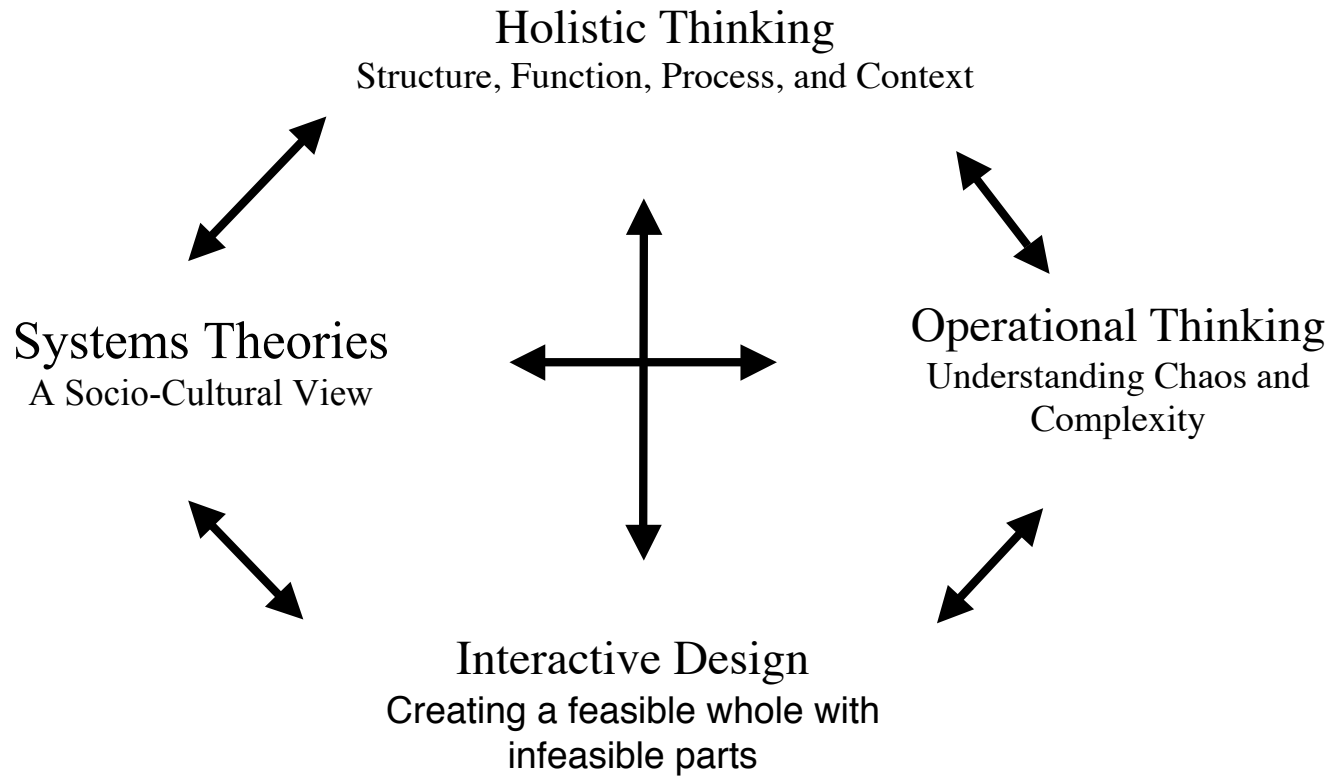 Holistic Thinking
Structure, Function, Process, and Context
Systems Theories
A Socio-Cultural View
Operational Thinking
Understanding Chaos and
Complexity
Interactive Design
Creating a feasible whole with
infeasible parts